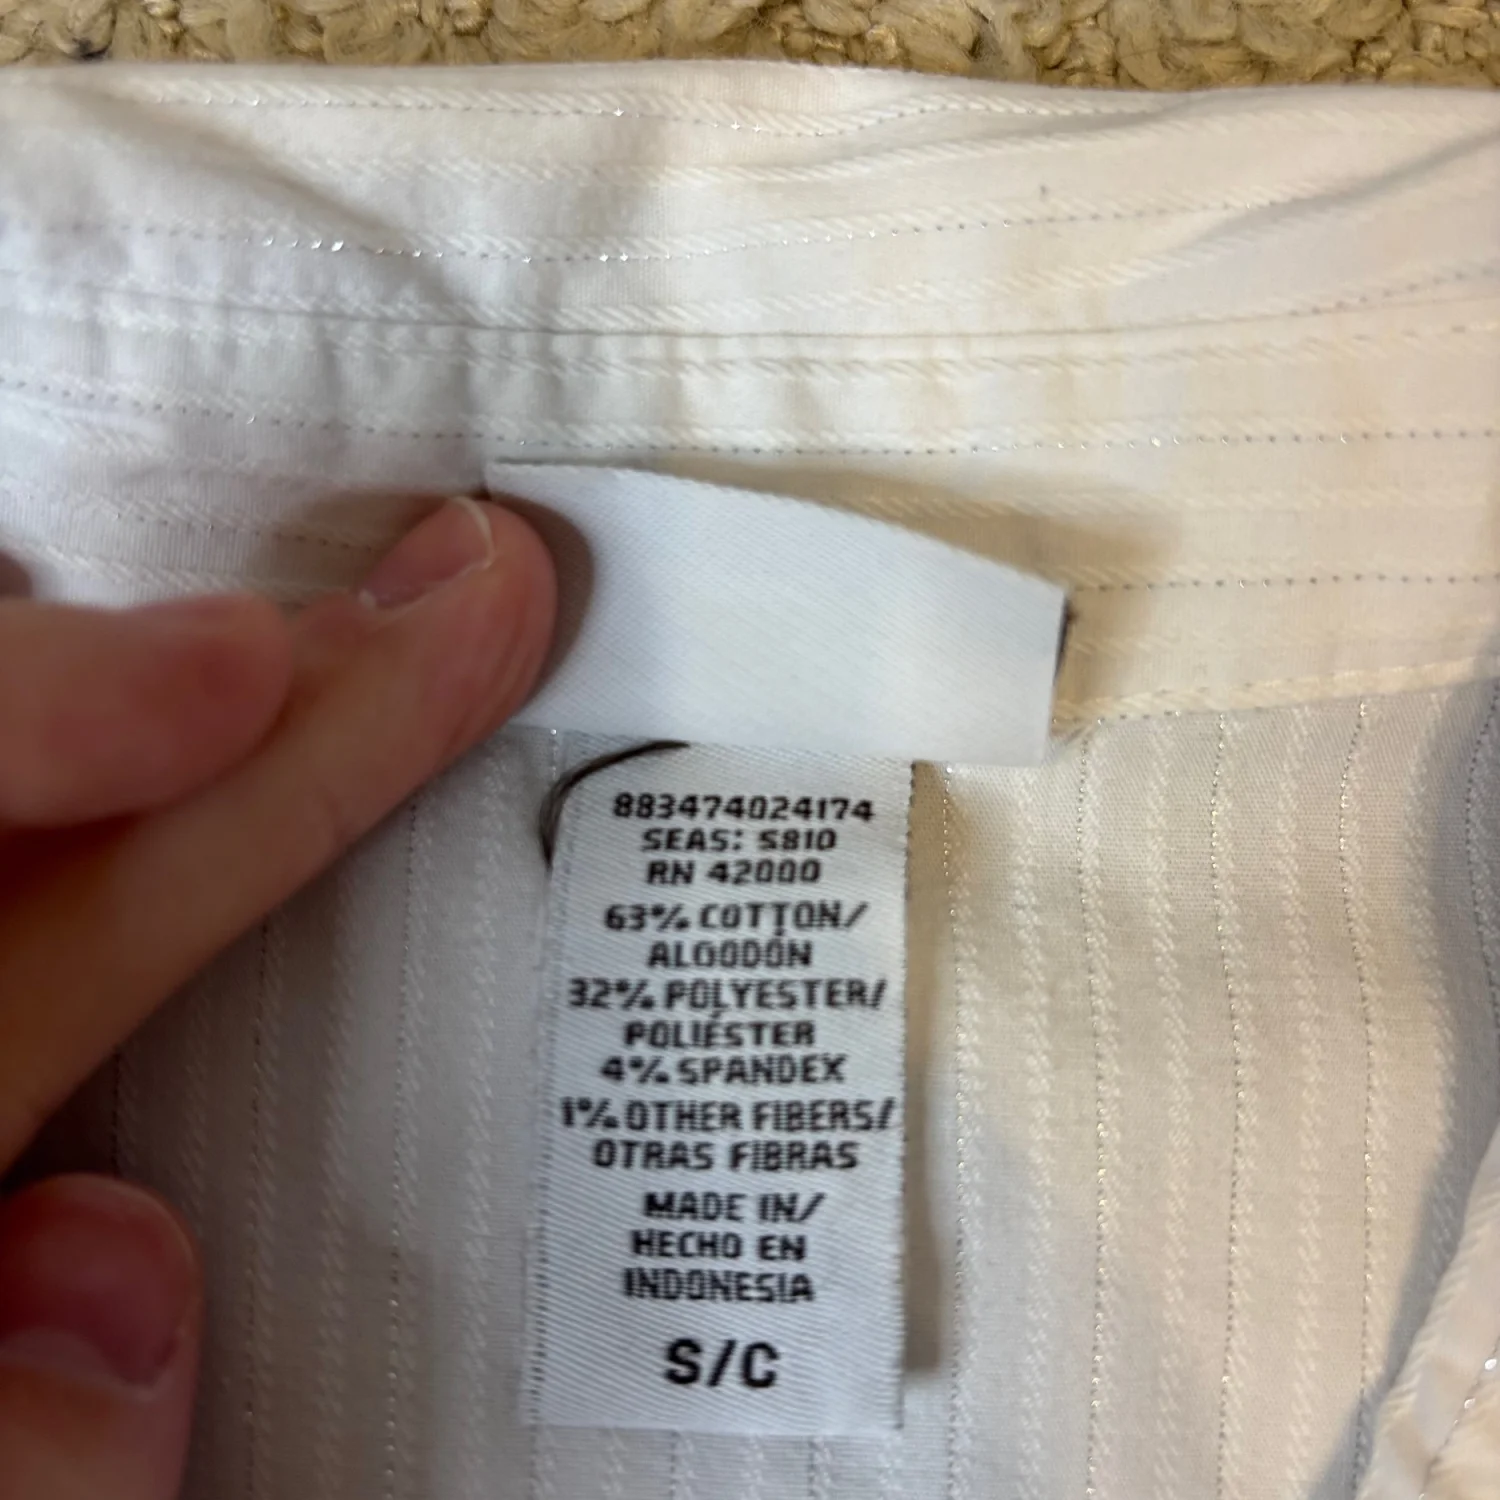 883474024174
SEAS: S810
RN 42000
63% COTTON/
ALGODÓN
32% POLYESTER/
POLIÉSTER
4% SPANDEX
1% OTHER FIBERS/
OTRAS FIBRAS
MADE IN/
HECHO EN
INDONESIA
S/C